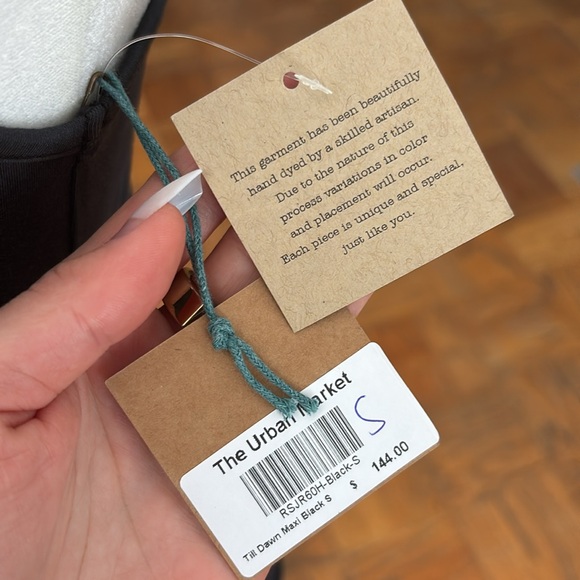 This garment has been beautifully
hand dyed by a skilled artisan.
Due to the nature of this
process variations in color
and placement will occur.
Each piece is unique and special,
just like you.
The Urban Market
S
RSJR60H-Black-S
Till Dawn Maxi Black S $ 144.00